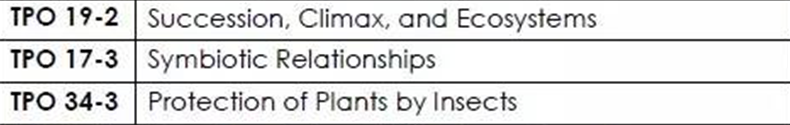 TPO 19-2 Succession, Climax, and Ecosystems
TPO 17-3 Symbiotic Relationships
TPO 34-3 Protection of Plants by Insects